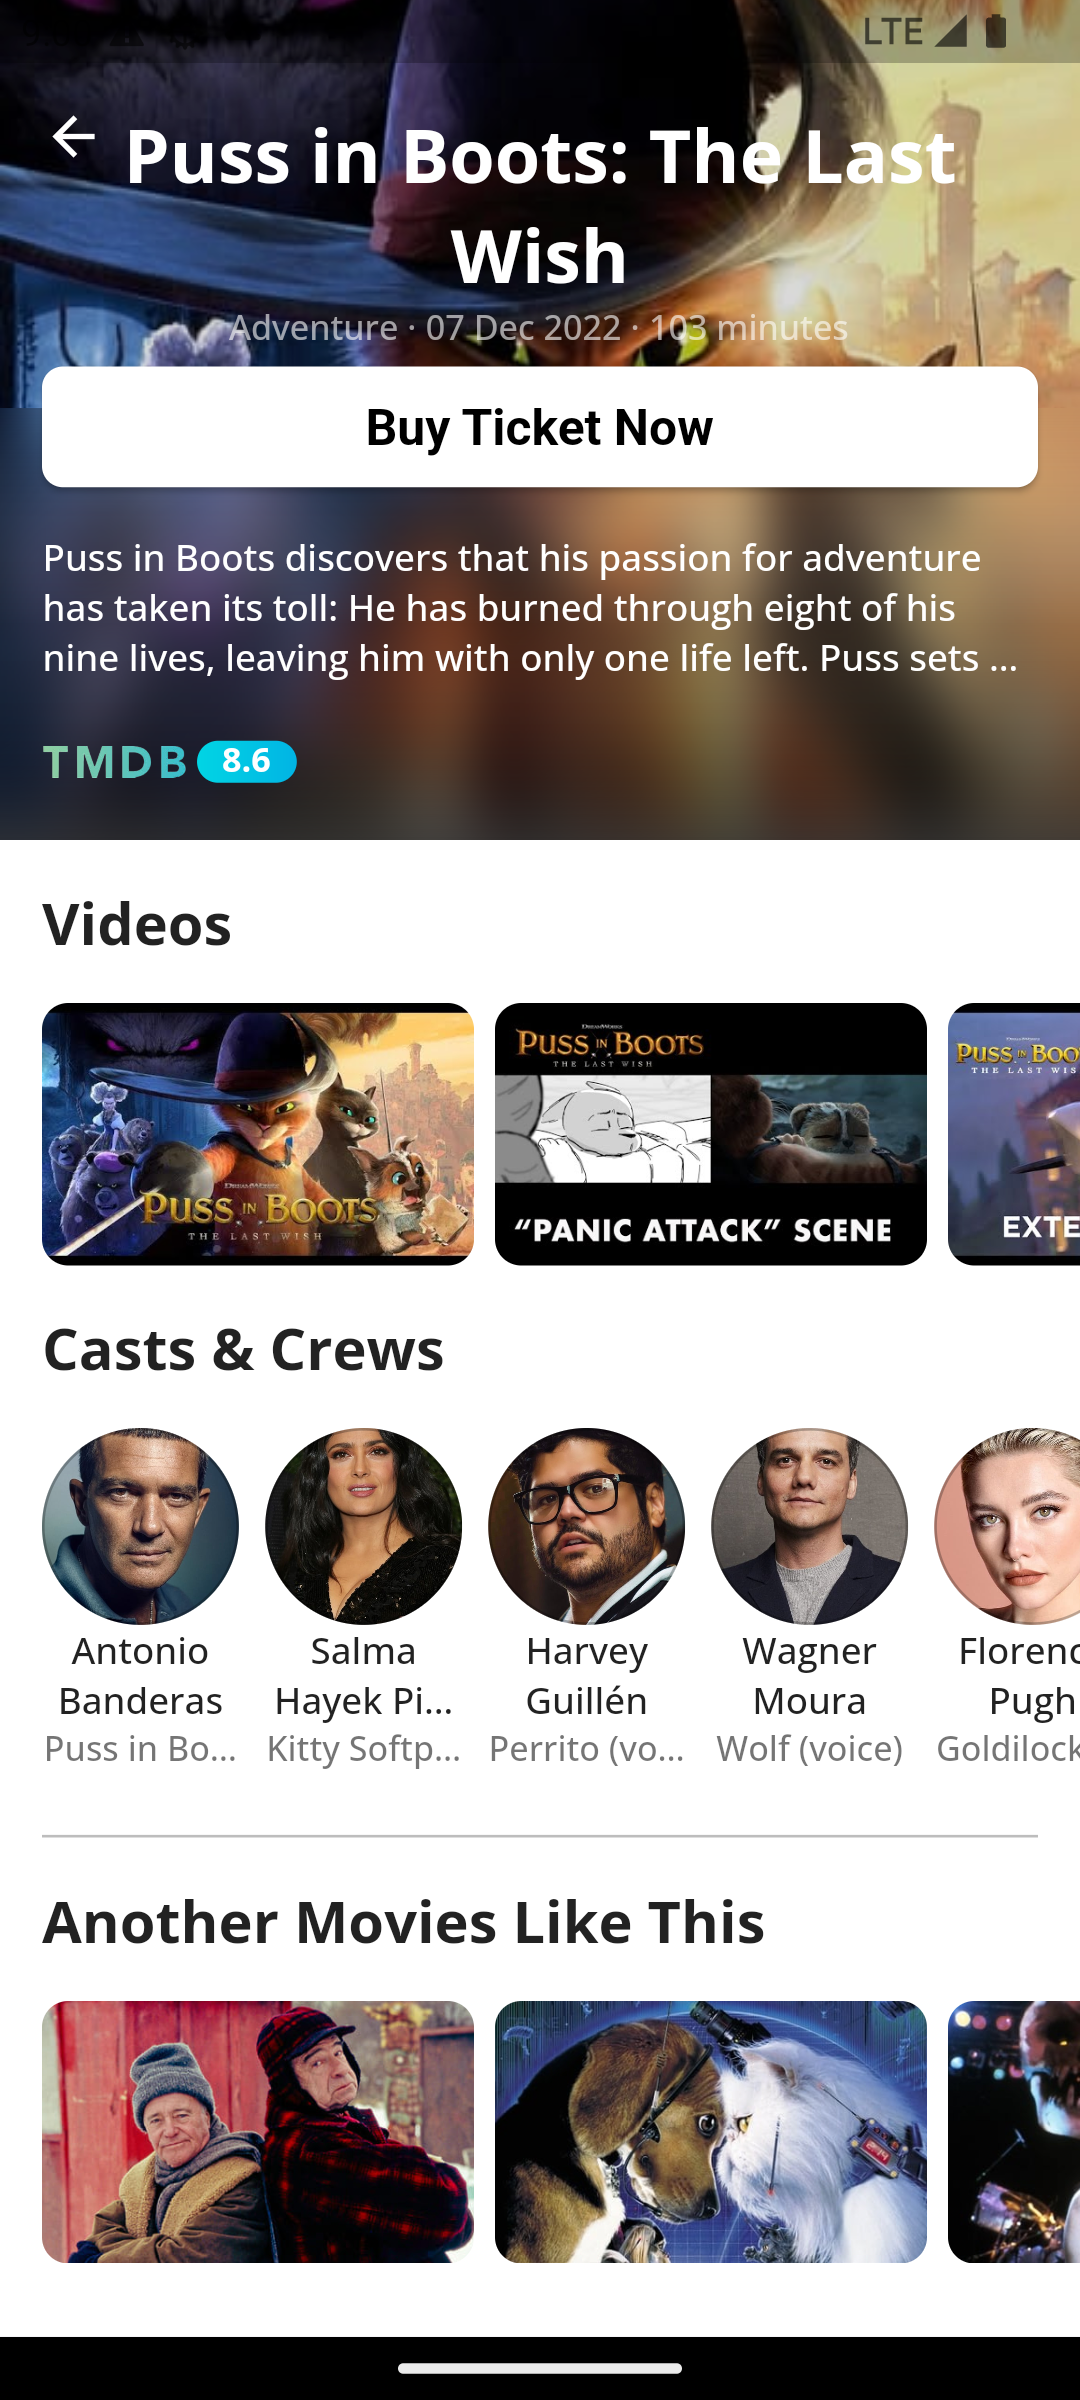 LTE
Puss in Boots: The Last
Wish
Adventure · 07 Dec 2022 · 103 minutes
Buy Ticket Now
Puss in Boots discovers that his passion for adventure
has taken its toll: He has burned through eight of his
nine lives, leaving him with only one life left. Puss sets ...
TMDB 8.6
Videos
DREAMWORKS
PUSS IN BOOTS
THE LAST WISH
DREAMWORKS
PUSS IN BOOTS
THE LAST WISH
“PANIC ATTACK” SCENE
PUSS IN BOO
THE LAST WIS
EXTE
Casts & Crews
Antonio
Banderas
Puss in Bo...
Salma
Hayek Pi...
Kitty Softp...
Harvey
Guillén
Perrito (vo...
Wagner
Moura
Wolf (voice)
Florenc
Pugh
Goldilock
Another Movies Like This